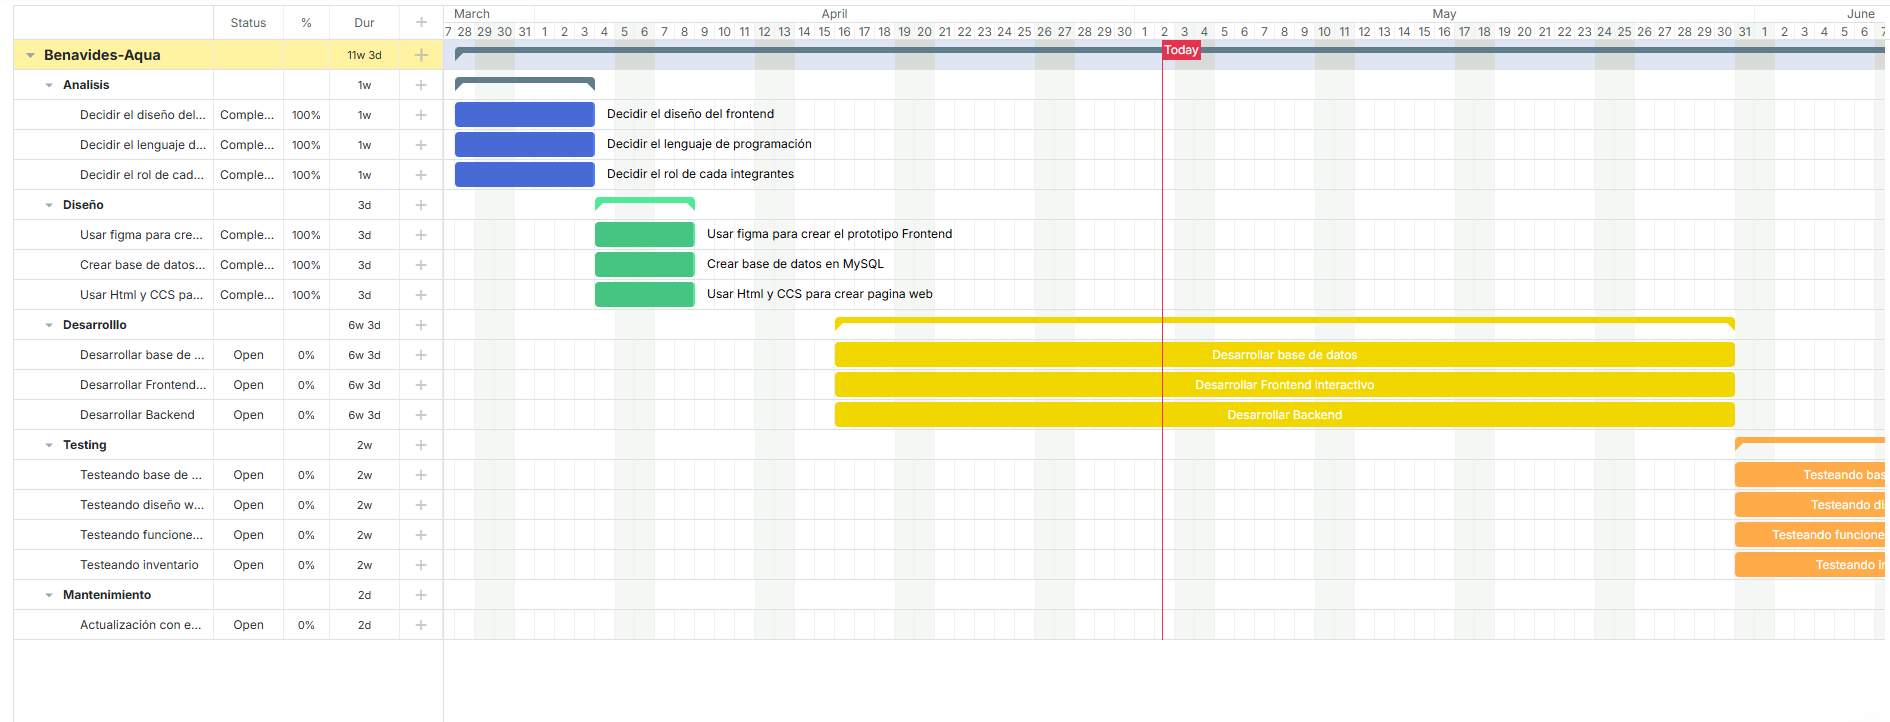 March April May June
Status % Dur
7 28 29 30 31 1 2 3 4 5 6 7 8 9 10 11 12 13 14 15 16 17 18 19 20 21 22 23 24 25 26 27 28 29 30 1 2 3 4 5 6 7 8 9 10 11 12 13 14 15 16 17 18 19 20 21 22 23 24 25 26 27 28 29 30 31 1 2 3 4 5 6 7
Benavides-Aqua 11w 3d Today
Analisis 1w
Decidir el diseño del... Comple... 100% 1w Decidir el diseño del frontend
Decidir el lenguaje d... Comple... 100% 1w Decidir el lenguaje de programación
Decidir el rol de cad... Comple... 100% 1w Decidir el rol de cada integrantes
Diseño 3d
Usar figma para cre... Comple... 100% 3d Usar figma para crear el prototipo Frontend
Crear base de datos... Comple... 100% 3d Crear base de datos en MySQL
Usar Html y CCS pa... Comple... 100% 3d Usar Html y CCS para crear pagina web
Desarrolllo 6w 3d
Desarrollar base de ... Open 0% 6w 3d Desarrollar base de datos
Desarrollar Frontend... Open 0% 6w 3d Desarrollar Frontend Interactivo
Desarrollar Backend Open 0% 6w 3d Desarrollar Backend
Testing 2w
Testeando base de ... Open 0% 2w Testeando bas
Testeando diseño w... Open 0% 2w Testeando di
Testeando funcione... Open 0% 2w Testeando funcione
Testeando inventario Open 0% 2w Testeando in
Mantenimiento 2d
Actualización con e... Open 0% 2d